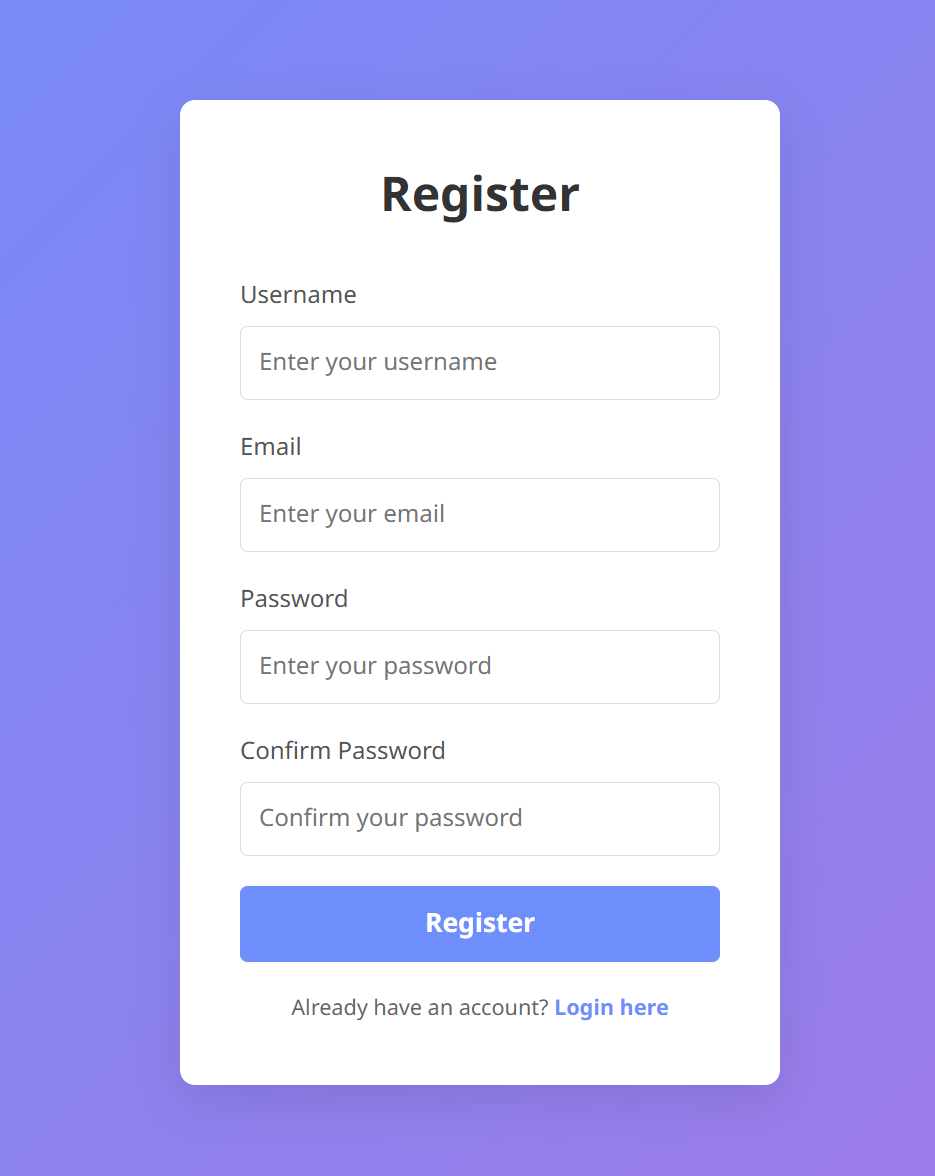 Register
Username
Enter your username
Email
Enter your email
Password
Enter your password
Confirm Password
Confirm your password
Register
Already have an account? Login here